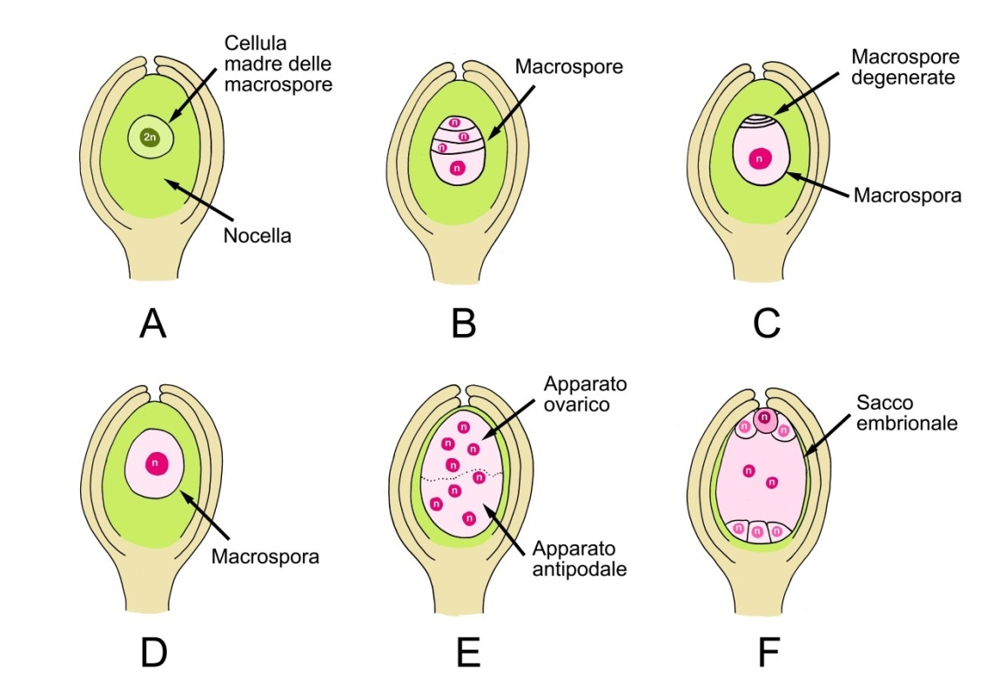 Cellula
madre delle
macrospore
2n
Nocella
A
Macrospore
n
n
n
n
B
Macrospore
degenerate
n
Macrospora
C
n
Macrospora
D
Apparato
ovarico
n
n
n
n
n
n
n
n
Apparato
antipodale
E
Sacco
embrionale
n
n
n
n
n
n
n
n
F